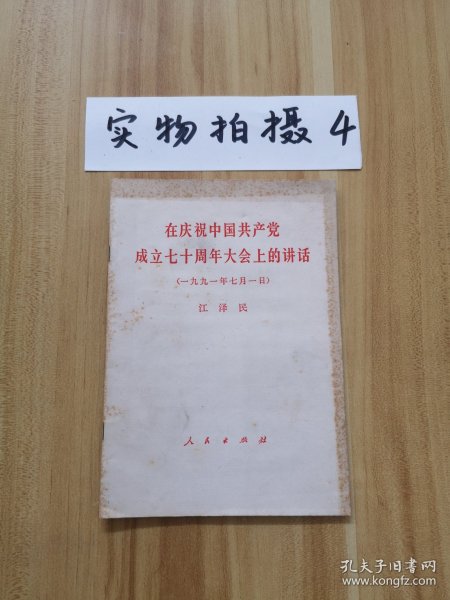 实物拍摄4
在庆祝中国共产党
成立七十周年大会上的讲话
(一九九一年七月一日)
江泽民
人民出版社
孔夫子旧书网
www.kongfz.com